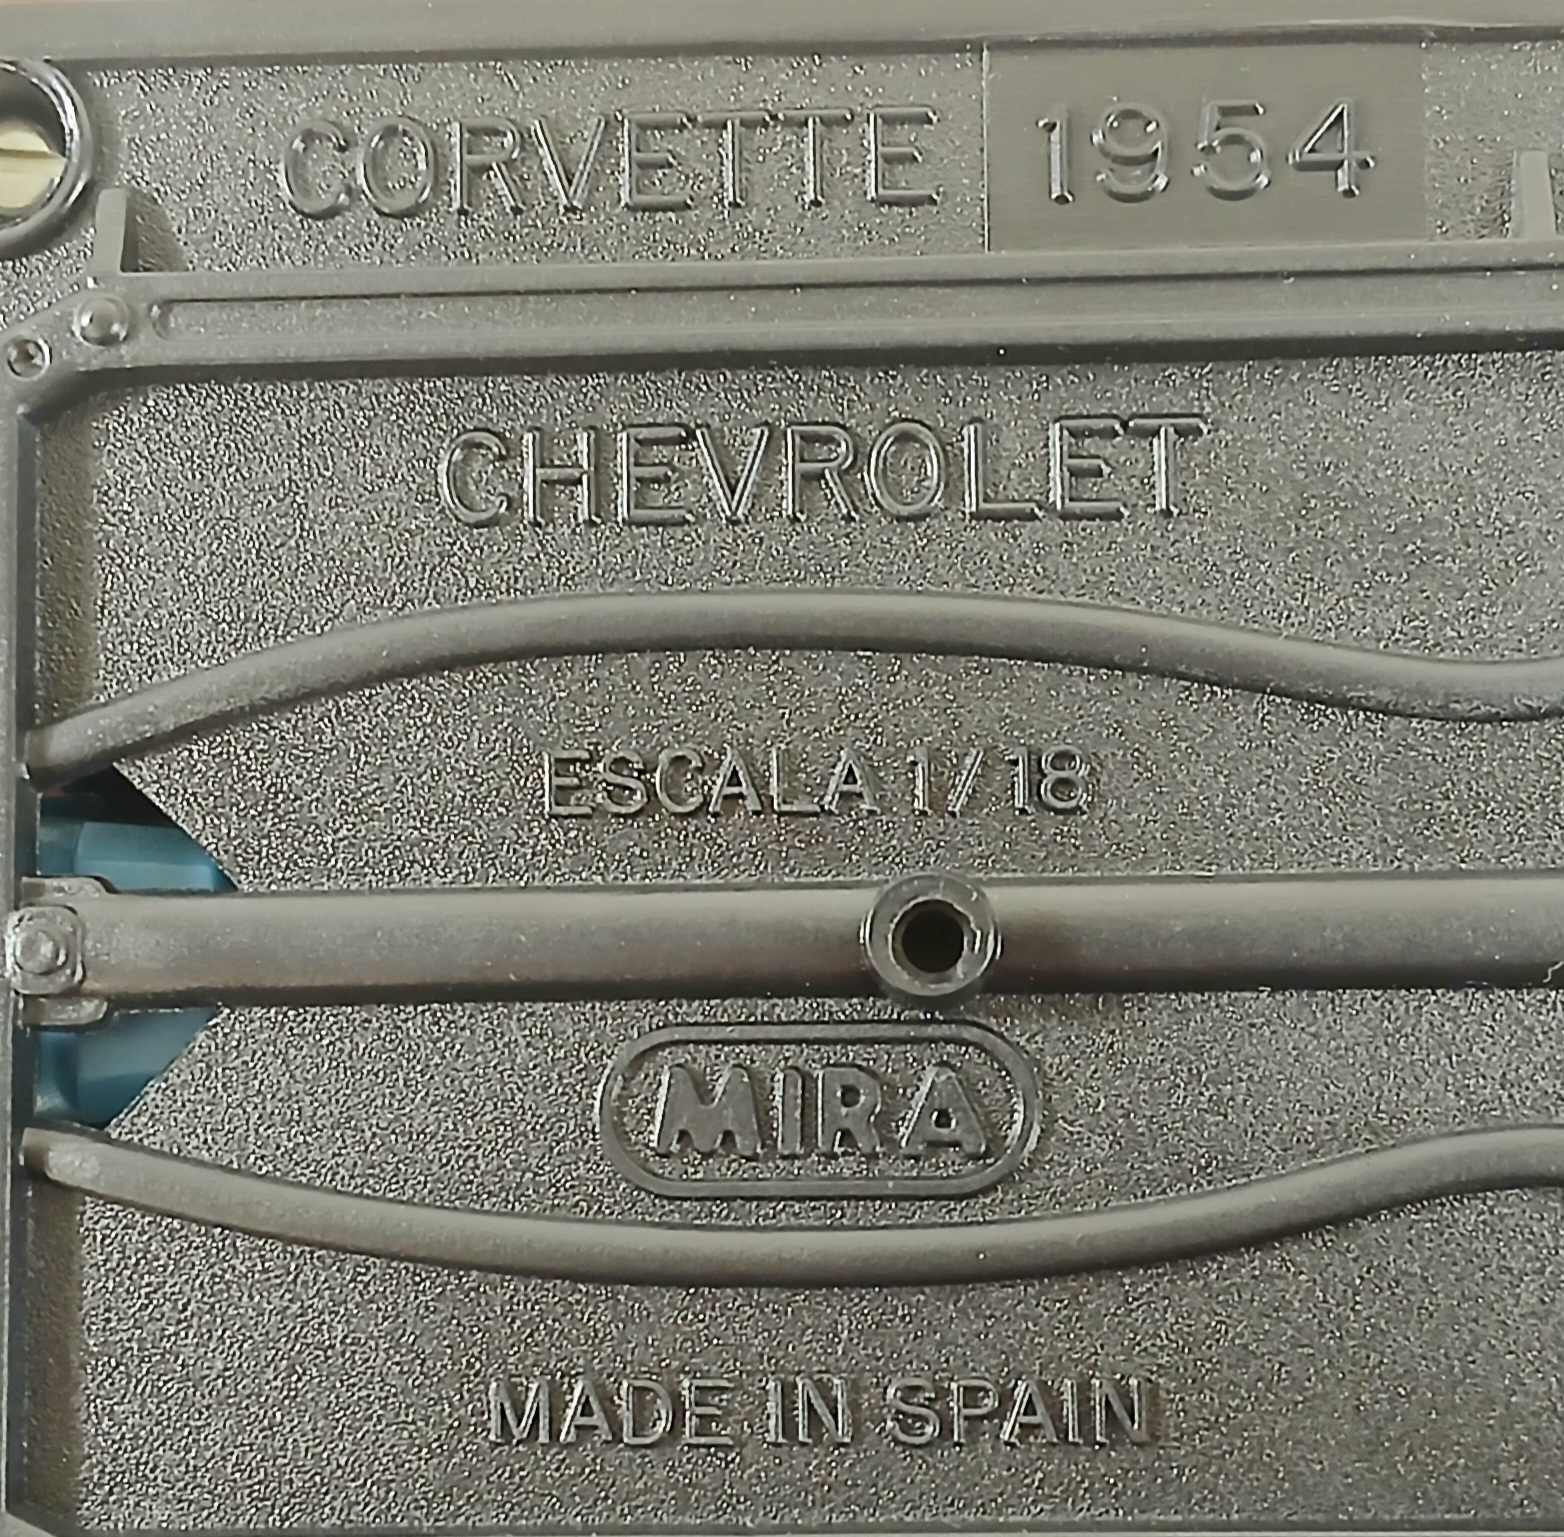 CORVETTE 1954
CHEVROLET
ESCALA 1/18
MIRA
MADE IN SPAIN